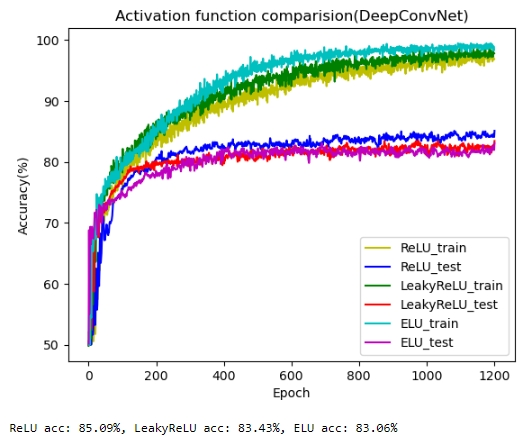 Activation function comparision(DeepConvNet)
100
90
80
70
60
50
Accuracy(%)
0 200 400 600 800 1000 1200
Epoch
ReLU_train
ReLU_test
LeakyReLU_train
LeakyReLU_test
ELU_train
ELU_test
ReLU acc: 85.09%, LeakyReLU acc: 83.43%, ELU acc: 83.06%